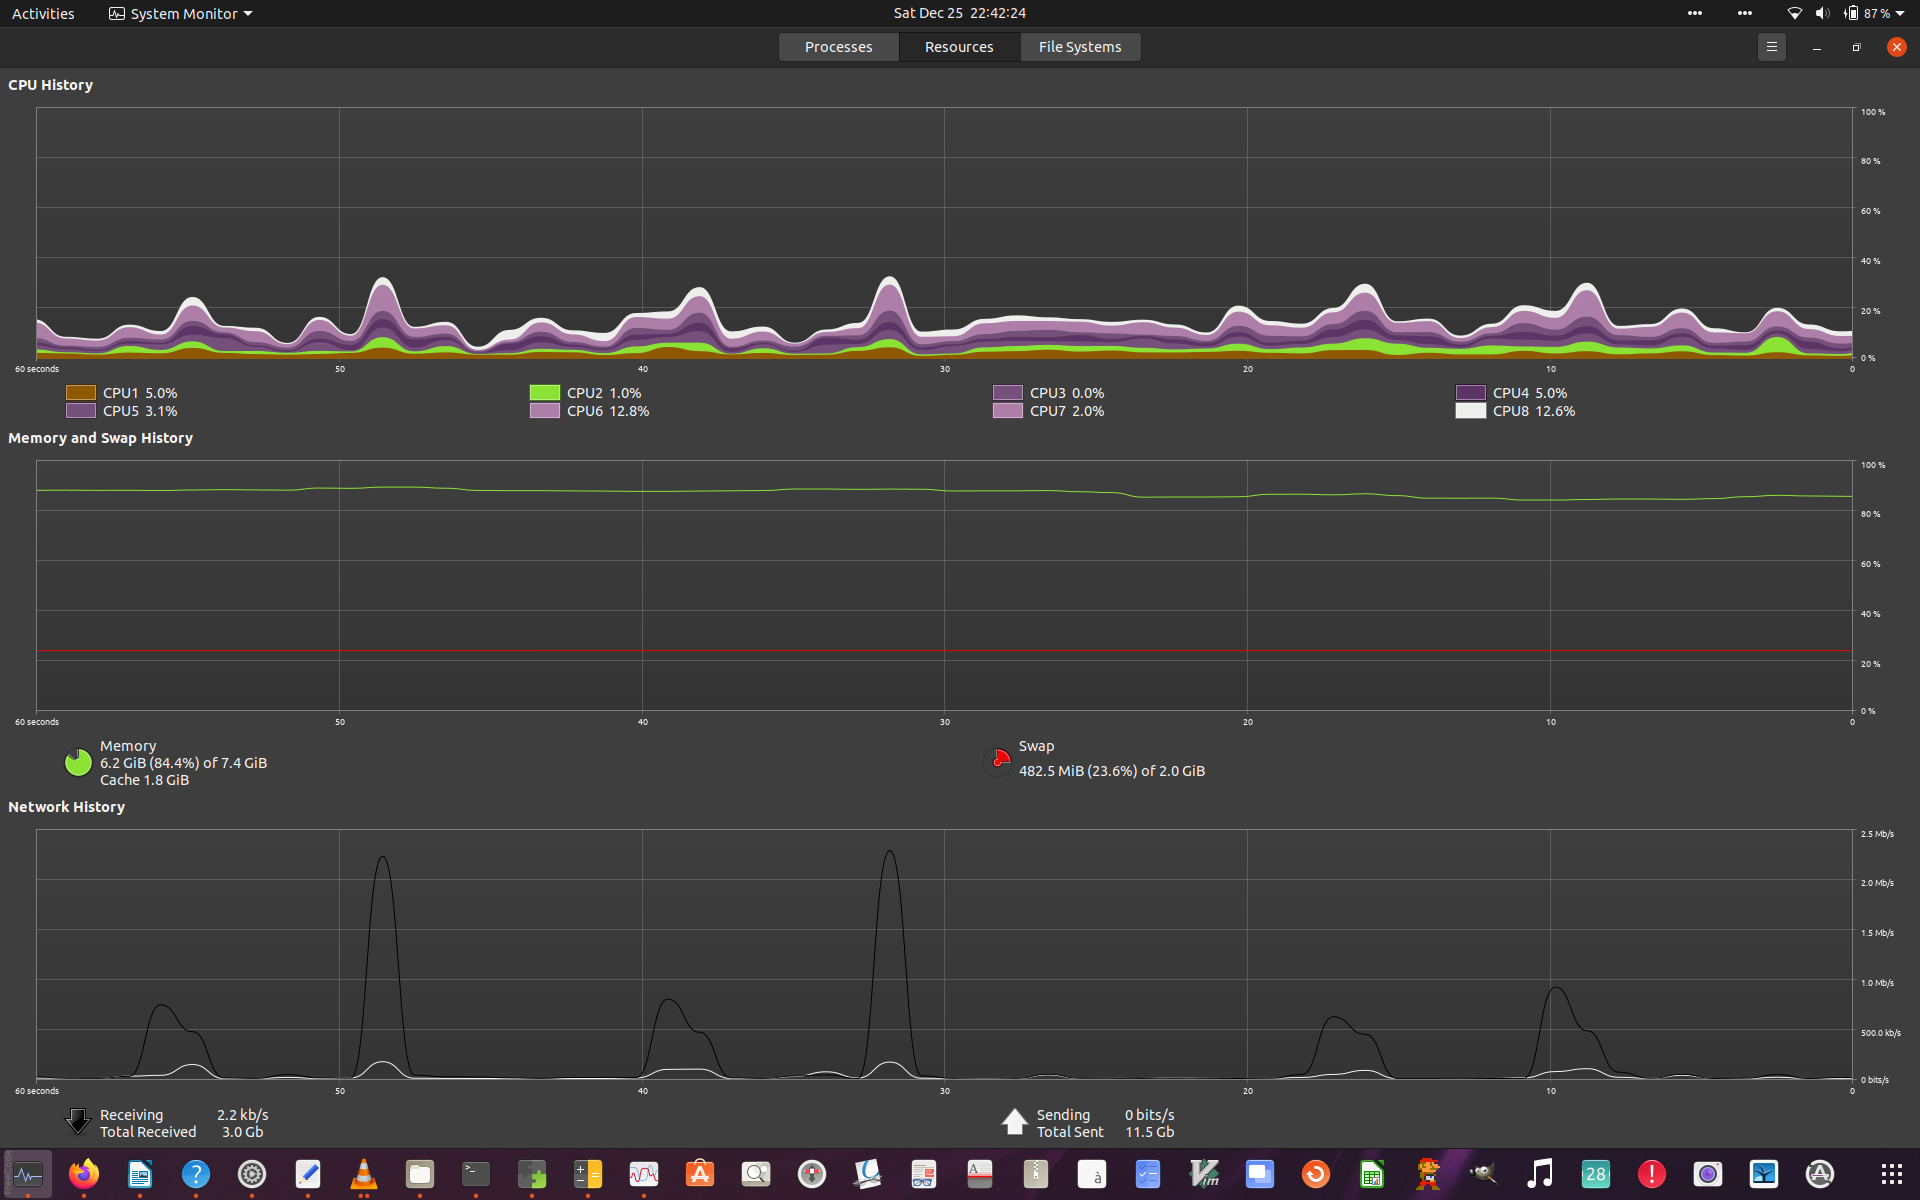 Activities System Monitor Sat Dec 25 22:42:24 87 %
Processes Resources File Systems
CPU History
100 %
80 %
60 %
40 %
20 %
0 %
60 seconds 50 40 30 20 10 0
CPU1 5.0% CPU2 1.0% CPU3 0.0% CPU4 5.0%
CPU5 3.1% CPU6 12.8% CPU7 2.0% CPU8 12.6%
Memory and Swap History
100 %
80 %
60 %
40 %
20 %
0 %
60 seconds 50 40 30 20 10 0
Memory
6.2 GiB (84.4%) of 7.4 GiB
Cache 1.8 GiB
Swap
482.5 MiB (23.6%) of 2.0 GiB
Network History
2.5 Mb/s
2.0 Mb/s
1.5 Mb/s
1.0 Mb/s
500.0 kb/s
0 bits/s
60 seconds 50 40 30 20 10 0
Receiving 2.2 kb/s
Total Received 3.0 Gb
Sending 0 bits/s
Total Sent 11.5 Gb
28